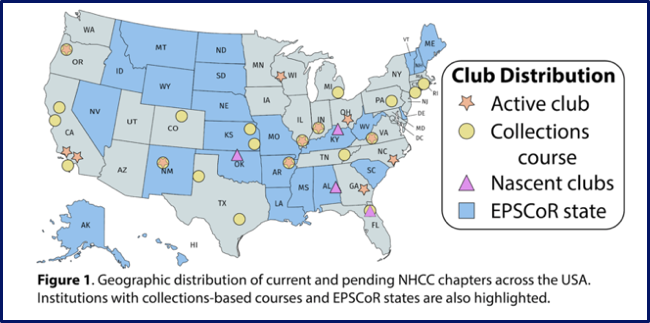 WA
MT
ND
MN
VT
ME
OR
ID
SD
WI
MI
NY
WY
IA
PA
RI
NJ
NE
NV
IL
IN
OH
DE
MD
DC
UT
CO
KS
MO
KY
WV
VA
CA
NC
TN
OK
AR
SC
AZ
NM
MS
AL
GA
TX
LA
FL
AK
HI
Club Distribution
Active club
Collections
course
Nascent clubs
EPSCoR state
Figure 1. Geographic distribution of current and pending NHCC chapters across the USA.
Institutions with collections-based courses and EPSCoR states are also highlighted.